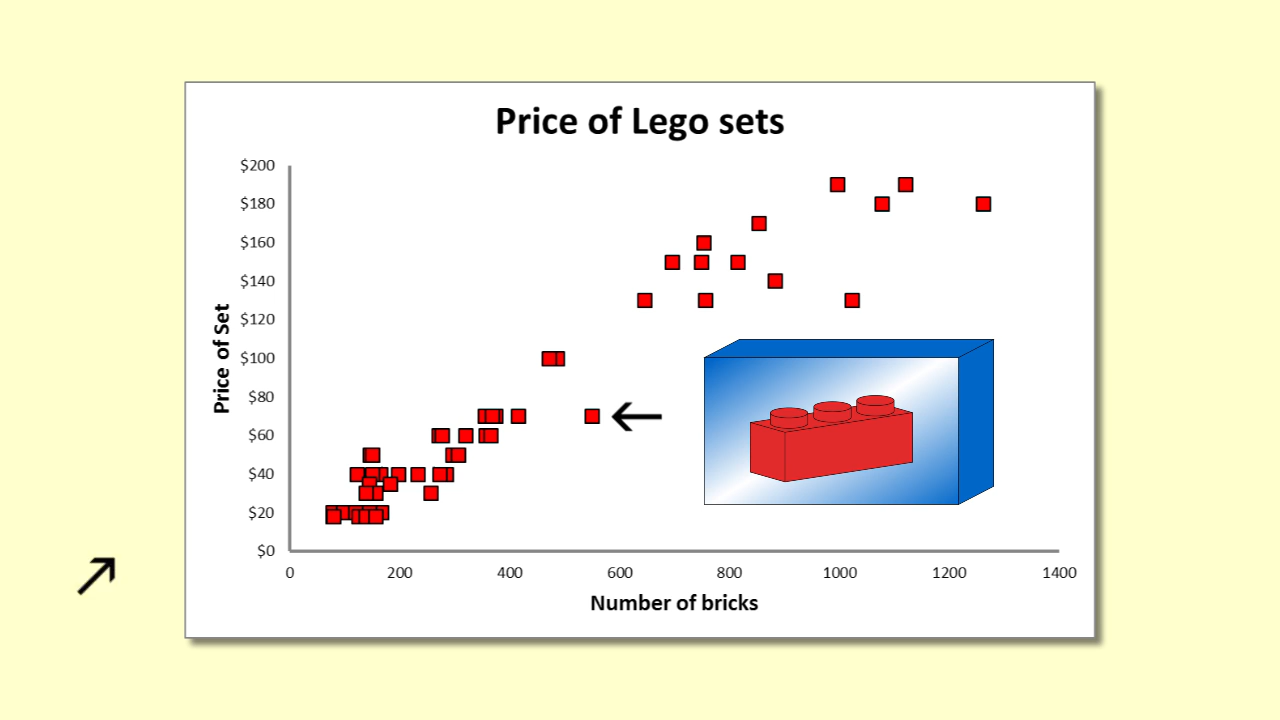 Price of Lego sets
$200
$180
$160
$140
$120
$100
$80
$60
$40
$20
$0
Price of Set
0 200 400 600 800 1000 1200 1400
Number of bricks